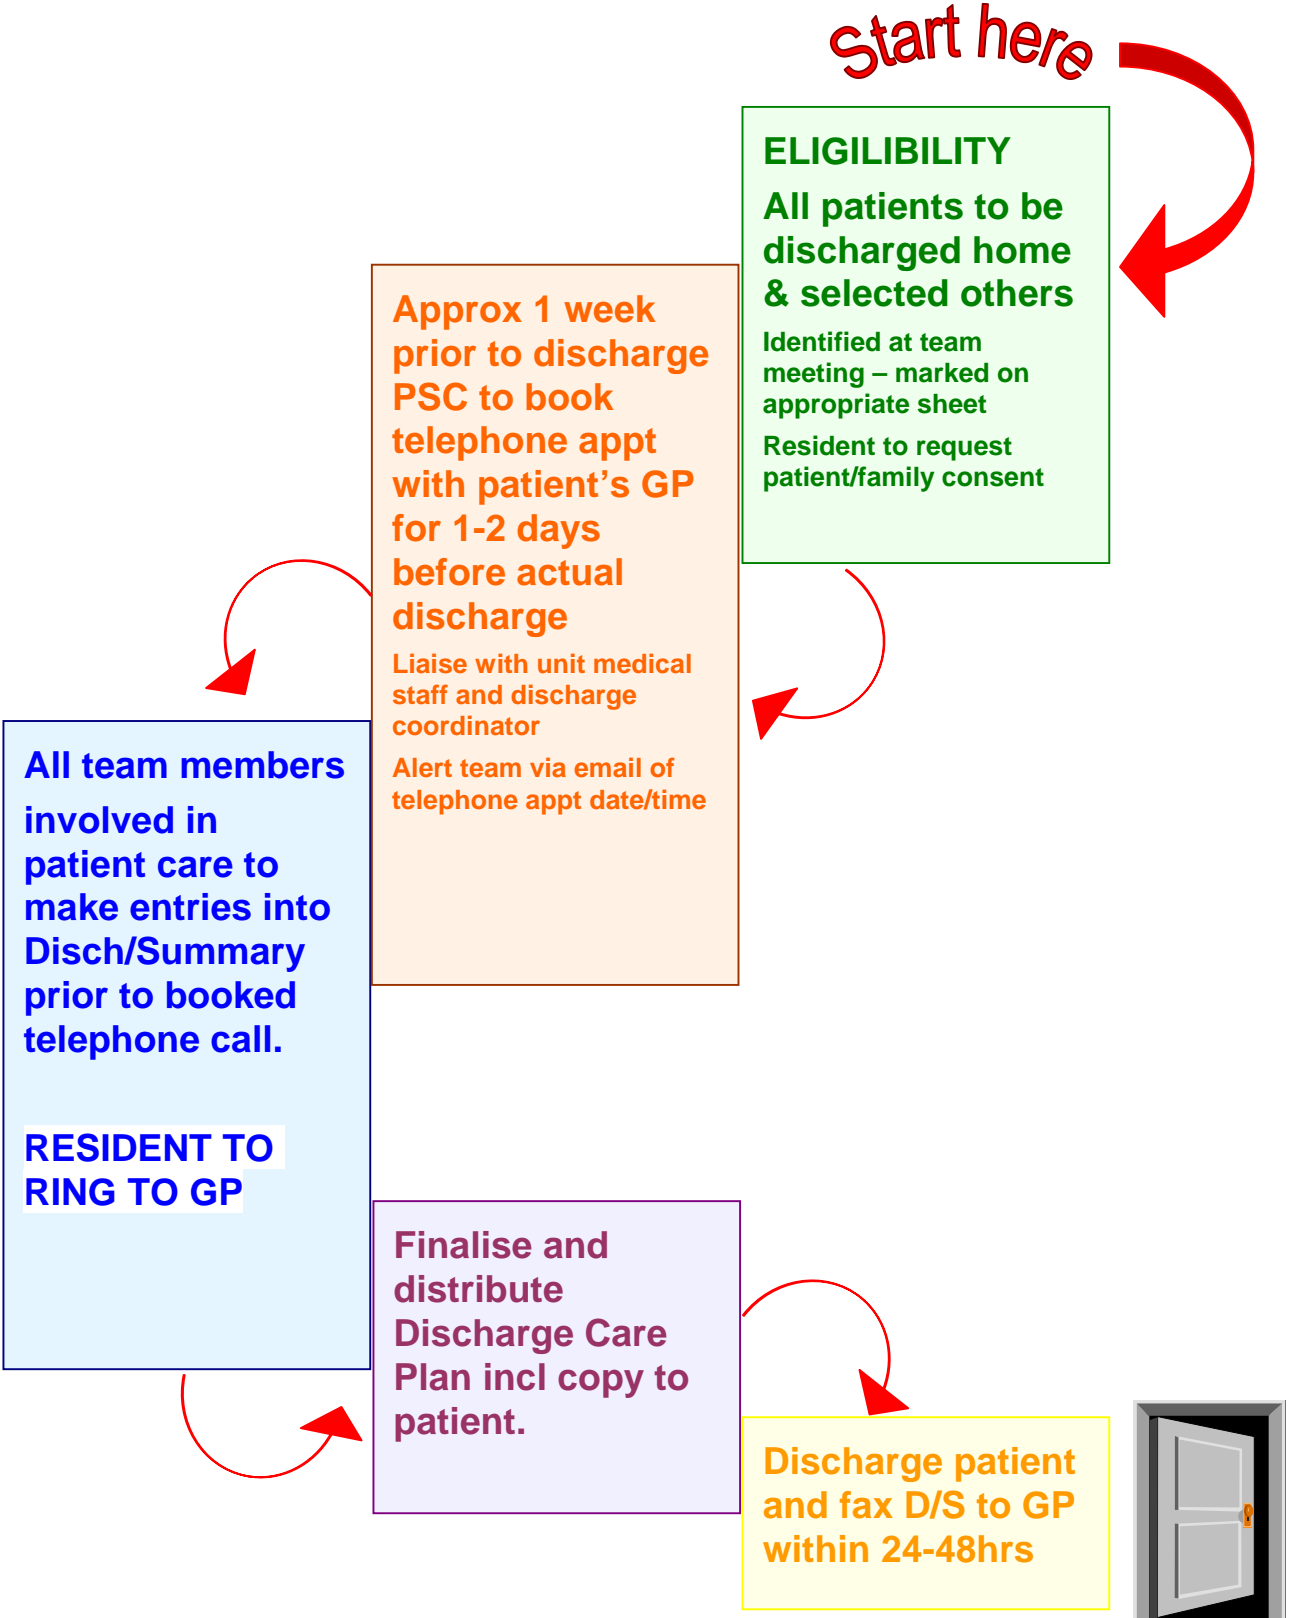 Start here
ELIGILIBILITY
All patients to be
discharged home
& selected others
Identified at team
meeting – marked on
appropriate sheet
Resident to request
patient/family consent
Approx 1 week
prior to discharge
PSC to book
telephone appt
with patient’s GP
for 1-2 days
before actual
discharge
Liaise with unit medical
staff and discharge
coordinator
Alert team via email of
telephone appt date/time
All team members
involved in
patient care to
make entries into
Disch/Summary
prior to booked
telephone call.
RESIDENT TO
RING TO GP
Finalise and
distribute
Discharge Care
Plan incl copy to
patient.
Discharge patient
and fax D/S to GP
within 24-48hrs